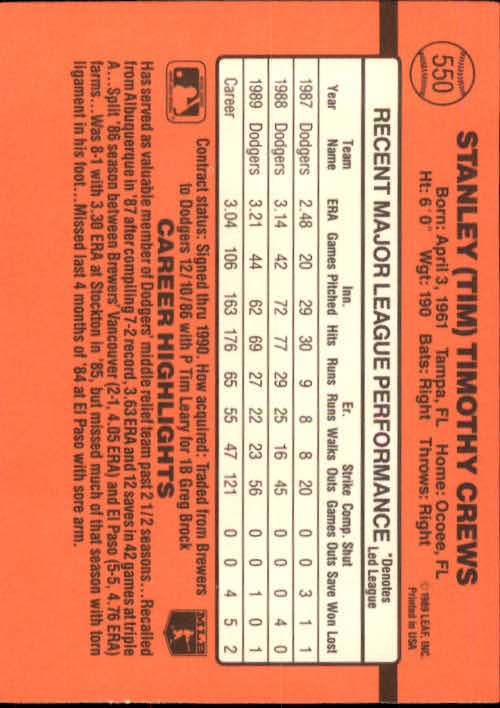 550
STANLEY (TIM) TIMOTHY CREWS
Born: April 3, 1961 Tampa, FL Home: Ocoee, FL
Ht: 6' 0" Wgt: 190 Bats: Right Throws: Right
© 1989 LEAF, INC.
Printed in USA
RECENT MAJOR LEAGUE PERFORMANCE
*Denotes
Led League
Team Inn. Er. Strike Comp. Shut
Year Name ERA Games Pitched Hits Runs Runs Walks Outs Games Outs Save Won Lost
1987 Dodgers 2.48 20 29 30 9 8 8 20 0 0 3 1 1
1988 Dodgers 3.14 42 72 77 29 25 16 45 0 0 0 4 0
1989 Dodgers 3.21 44 62 69 27 22 23 56 0 0 1 0 1
Career 3.04 106 163 176 65 55 47 121 0 0 4 5 2
Contract status: Signed thru 1990. How acquired: Traded from Brewers
to Dodgers 12/10/86 with P Tim Leary for 1B Greg Brock
CAREER HIGHLIGHTS
MLB
Has served as valuable member of Dodgers' middle relief team past 2 1/2 seasons...Recalled
from Albuquerque in '87 after compiling 7-2 record, 3.63 ERA and 12 saves in 42 games at triple
A...Split '86 season between Brewers' Vancouver (2-1, 4.05 ERA) and El Paso (5-5, 4.76 ERA)
farms...Was 8-1 with 3.30 ERA at Stockton in '85, but missed much of that season with torn
ligament in his foot...Missed last 4 months of '84 at El Paso with sore arm.